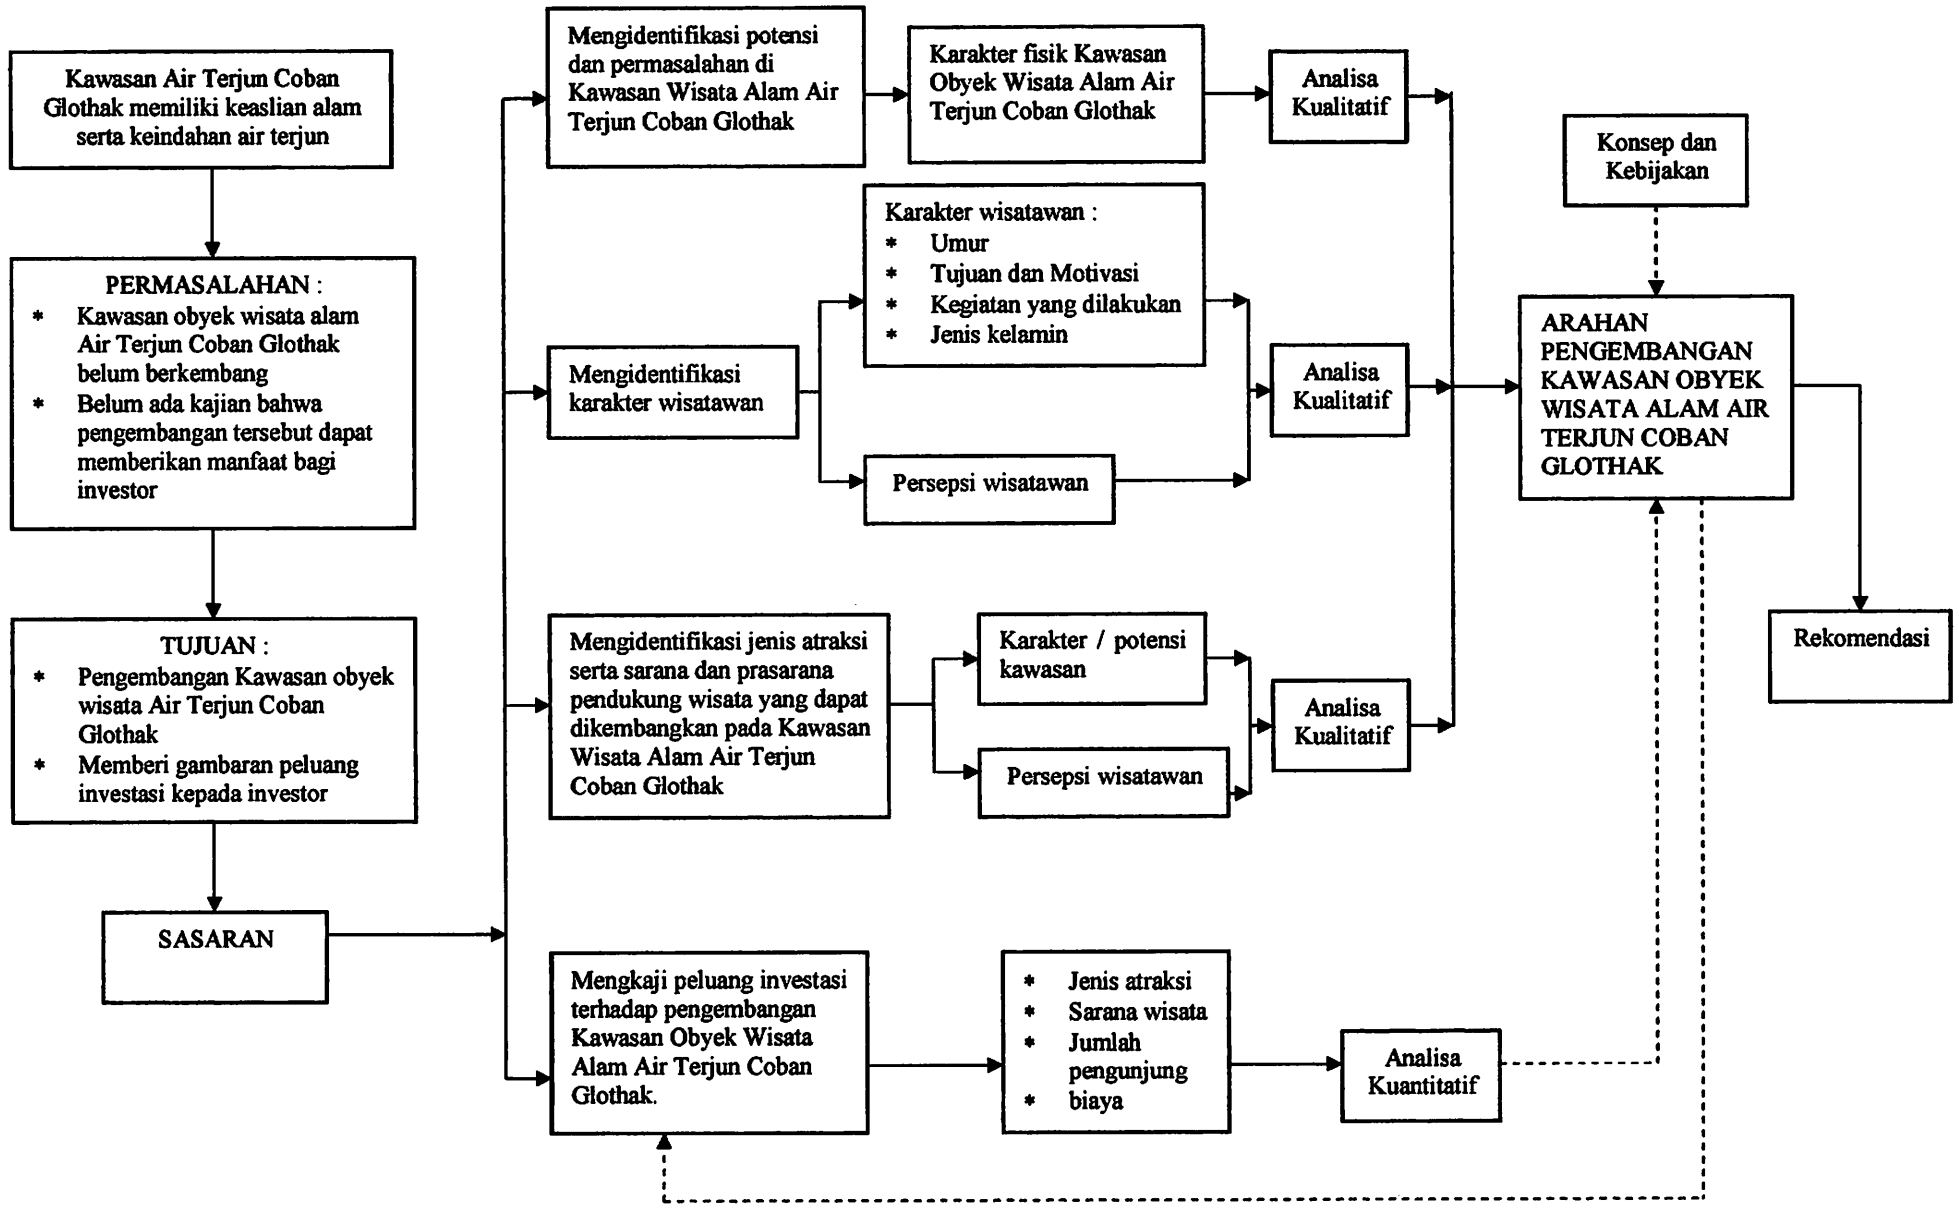 Kawasan Air Terjun Coban
Glothak memiliki keaslian alam
serta keindahan air terjun
PERMASALAHAN :
* Kawasan obyek wisata alam
Air Terjun Coban Glothak
belum berkembang
* Belum ada kajian bahwa
pengembangan tersebut dapat
memberikan manfaat bagi
investor
TUJUAN :
* Pengembangan Kawasan obyek
wisata Air Terjun Coban
Glothak
* Memberi gambaran peluang
investasi kepada investor
SASARAN
Mengidentifikasi potensi
dan permasalahan di
Kawasan Wisata Alam Air
Terjun Coban Glothak
Karakter fisik Kawasan
Obyek Wisata Alam Air
Terjun Coban Glothak
Analisa
Kualitatif
Mengidentifikasi
karakter wisatawan
Karakter wisatawan :
* Umur
* Tujuan dan Motivasi
* Kegiatan yang dilakukan
* Jenis kelamin
Persepsi wisatawan
Analisa
Kualitatif
Mengidentifikasi jenis atraksi
serta sarana dan prasarana
pendukung wisata yang dapat
dikembangkan pada Kawasan
Wisata Alam Air Terjun
Coban Glothak
Karakter / potensi
kawasan
Persepsi wisatawan
Analisa
Kualitatif
Mengkaji peluang investasi
terhadap pengembangan
Kawasan Obyek Wisata
Alam Air Terjun Coban
Glothak.
* Jenis atraksi
* Sarana wisata
* Jumlah
pengunjung
* biaya
Analisa
Kuantitatif
Konsep dan
Kebijakan
ARAHAN
PENGEMBANGAN
KAWASAN OBYEK
WISATA ALAM AIR
TERJUN COBAN
GLOTHAK
Rekomendasi